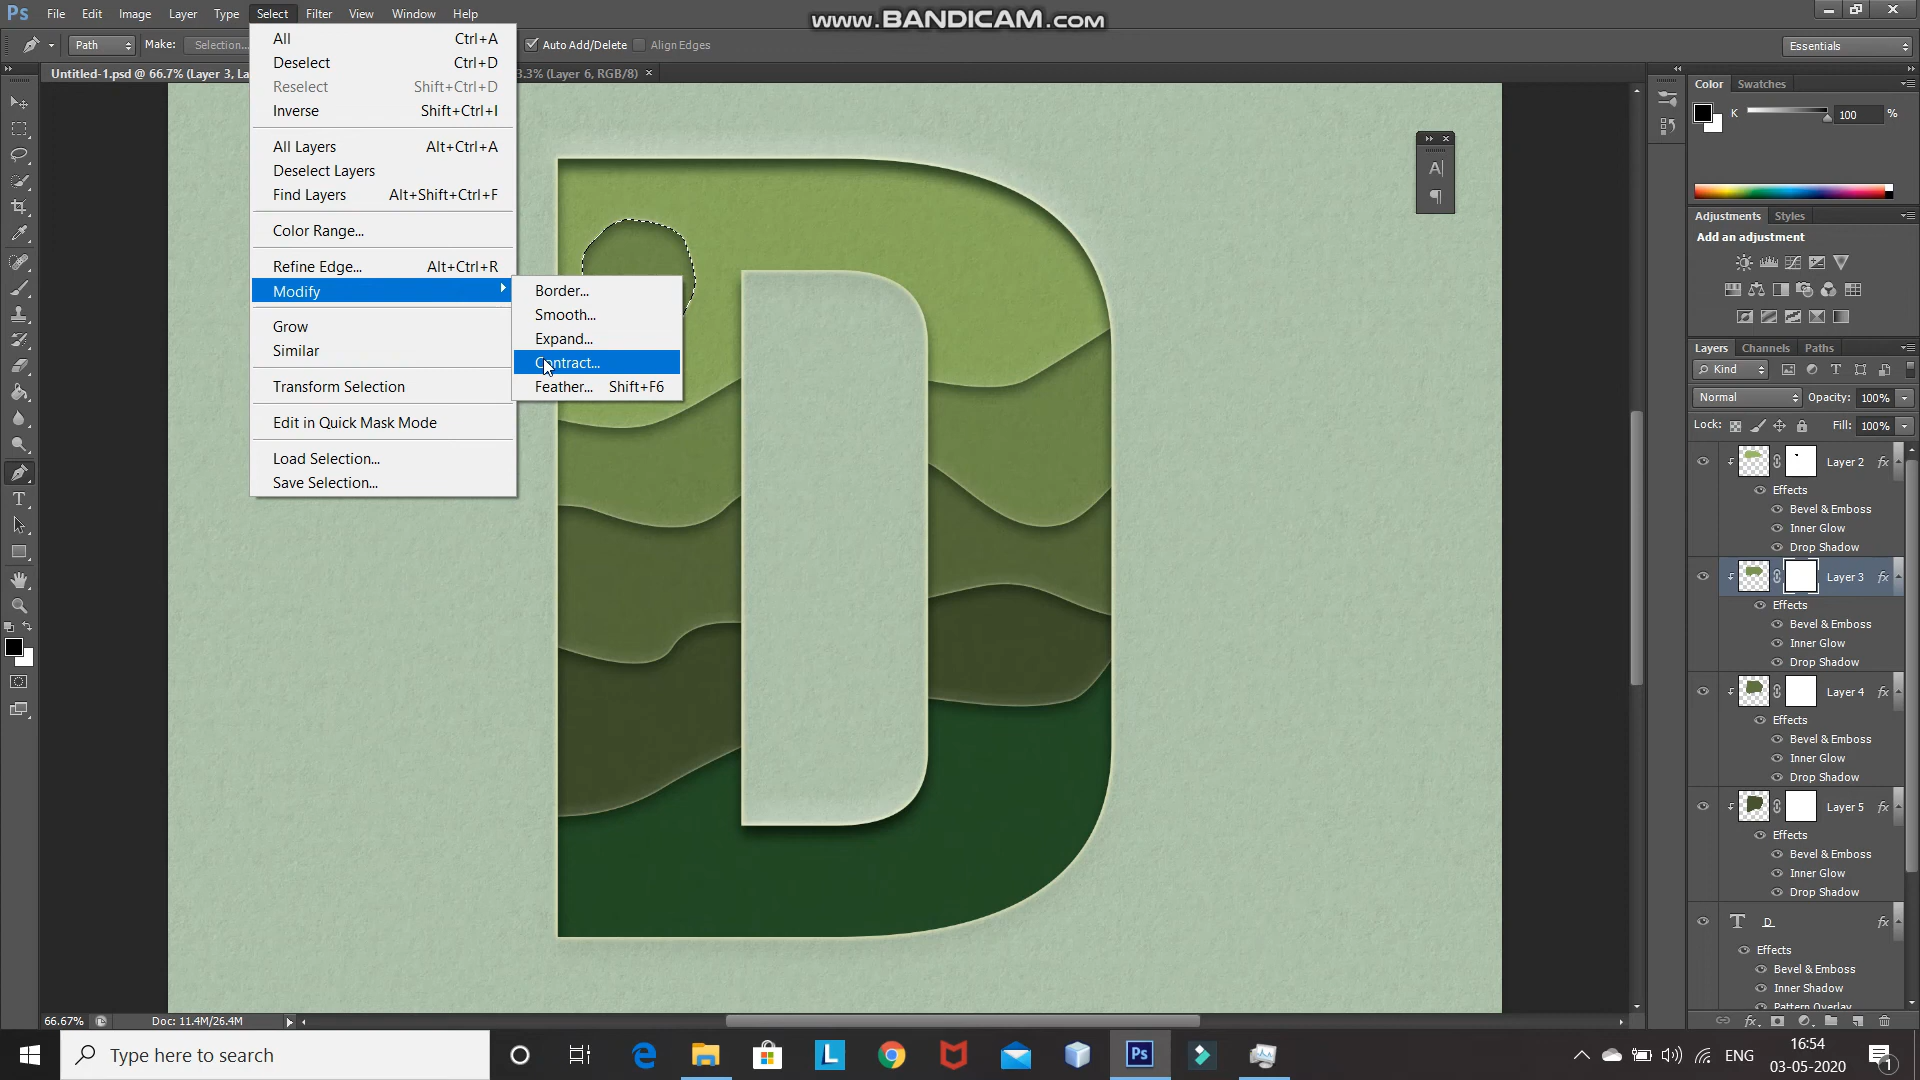 Ps File Edit Image Layer Type Select Filter View Window Help
www.BANDICAM.com
Path Make: Selection... Auto Add/Delete Align Edges Essentials
Untitled-1.psd @ 66.7% (Layer 3, La 3.3% (Layer 6, RGB/8) ×
All Ctrl+A
Deselect Ctrl+D
Reselect Shift+Ctrl+D
Inverse Shift+Ctrl+I
All Layers Alt+Ctrl+A
Deselect Layers
Find Layers Alt+Shift+Ctrl+F
Color Range...
Refine Edge... Alt+Ctrl+R
Modify
Grow
Similar
Transform Selection
Edit in Quick Mask Mode
Load Selection...
Save Selection...
Border...
Smooth...
Expand...
Contract...
Feather... Shift+F6
D
Color Swatches
K 100 %
Adjustments Styles
Add an adjustment
Layers Channels Paths
Kind
Normal Opacity: 100%
Lock: Fill: 100%
Layer 2 fx
Effects
Bevel & Emboss
Inner Glow
Drop Shadow
Layer 3 fx
Effects
Bevel & Emboss
Inner Glow
Drop Shadow
Layer 4 fx
Effects
Bevel & Emboss
Inner Glow
Drop Shadow
Layer 5 fx
Effects
Bevel & Emboss
Inner Glow
Drop Shadow
T D fx
Effects
Bevel & Emboss
Inner Shadow
Pattern Overlay
66.67% Doc: 11.4M/26.4M
Type here to search
ENG
16:54
03-05-2020
1